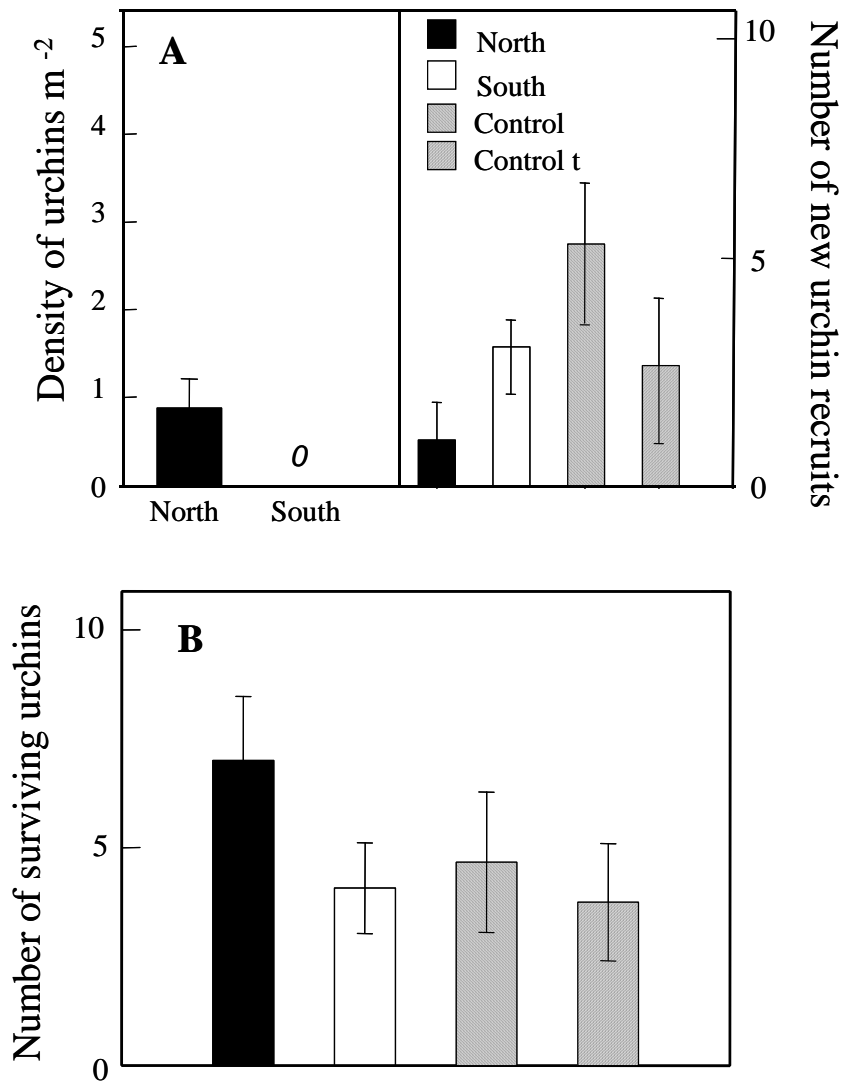 A
Density of urchins m -2
5
4
3
2
1
0
0
North
South
North
South
Control
Control t
10
5
0
Number of new urchin recruits
B
Number of surviving urchins
10
5
0